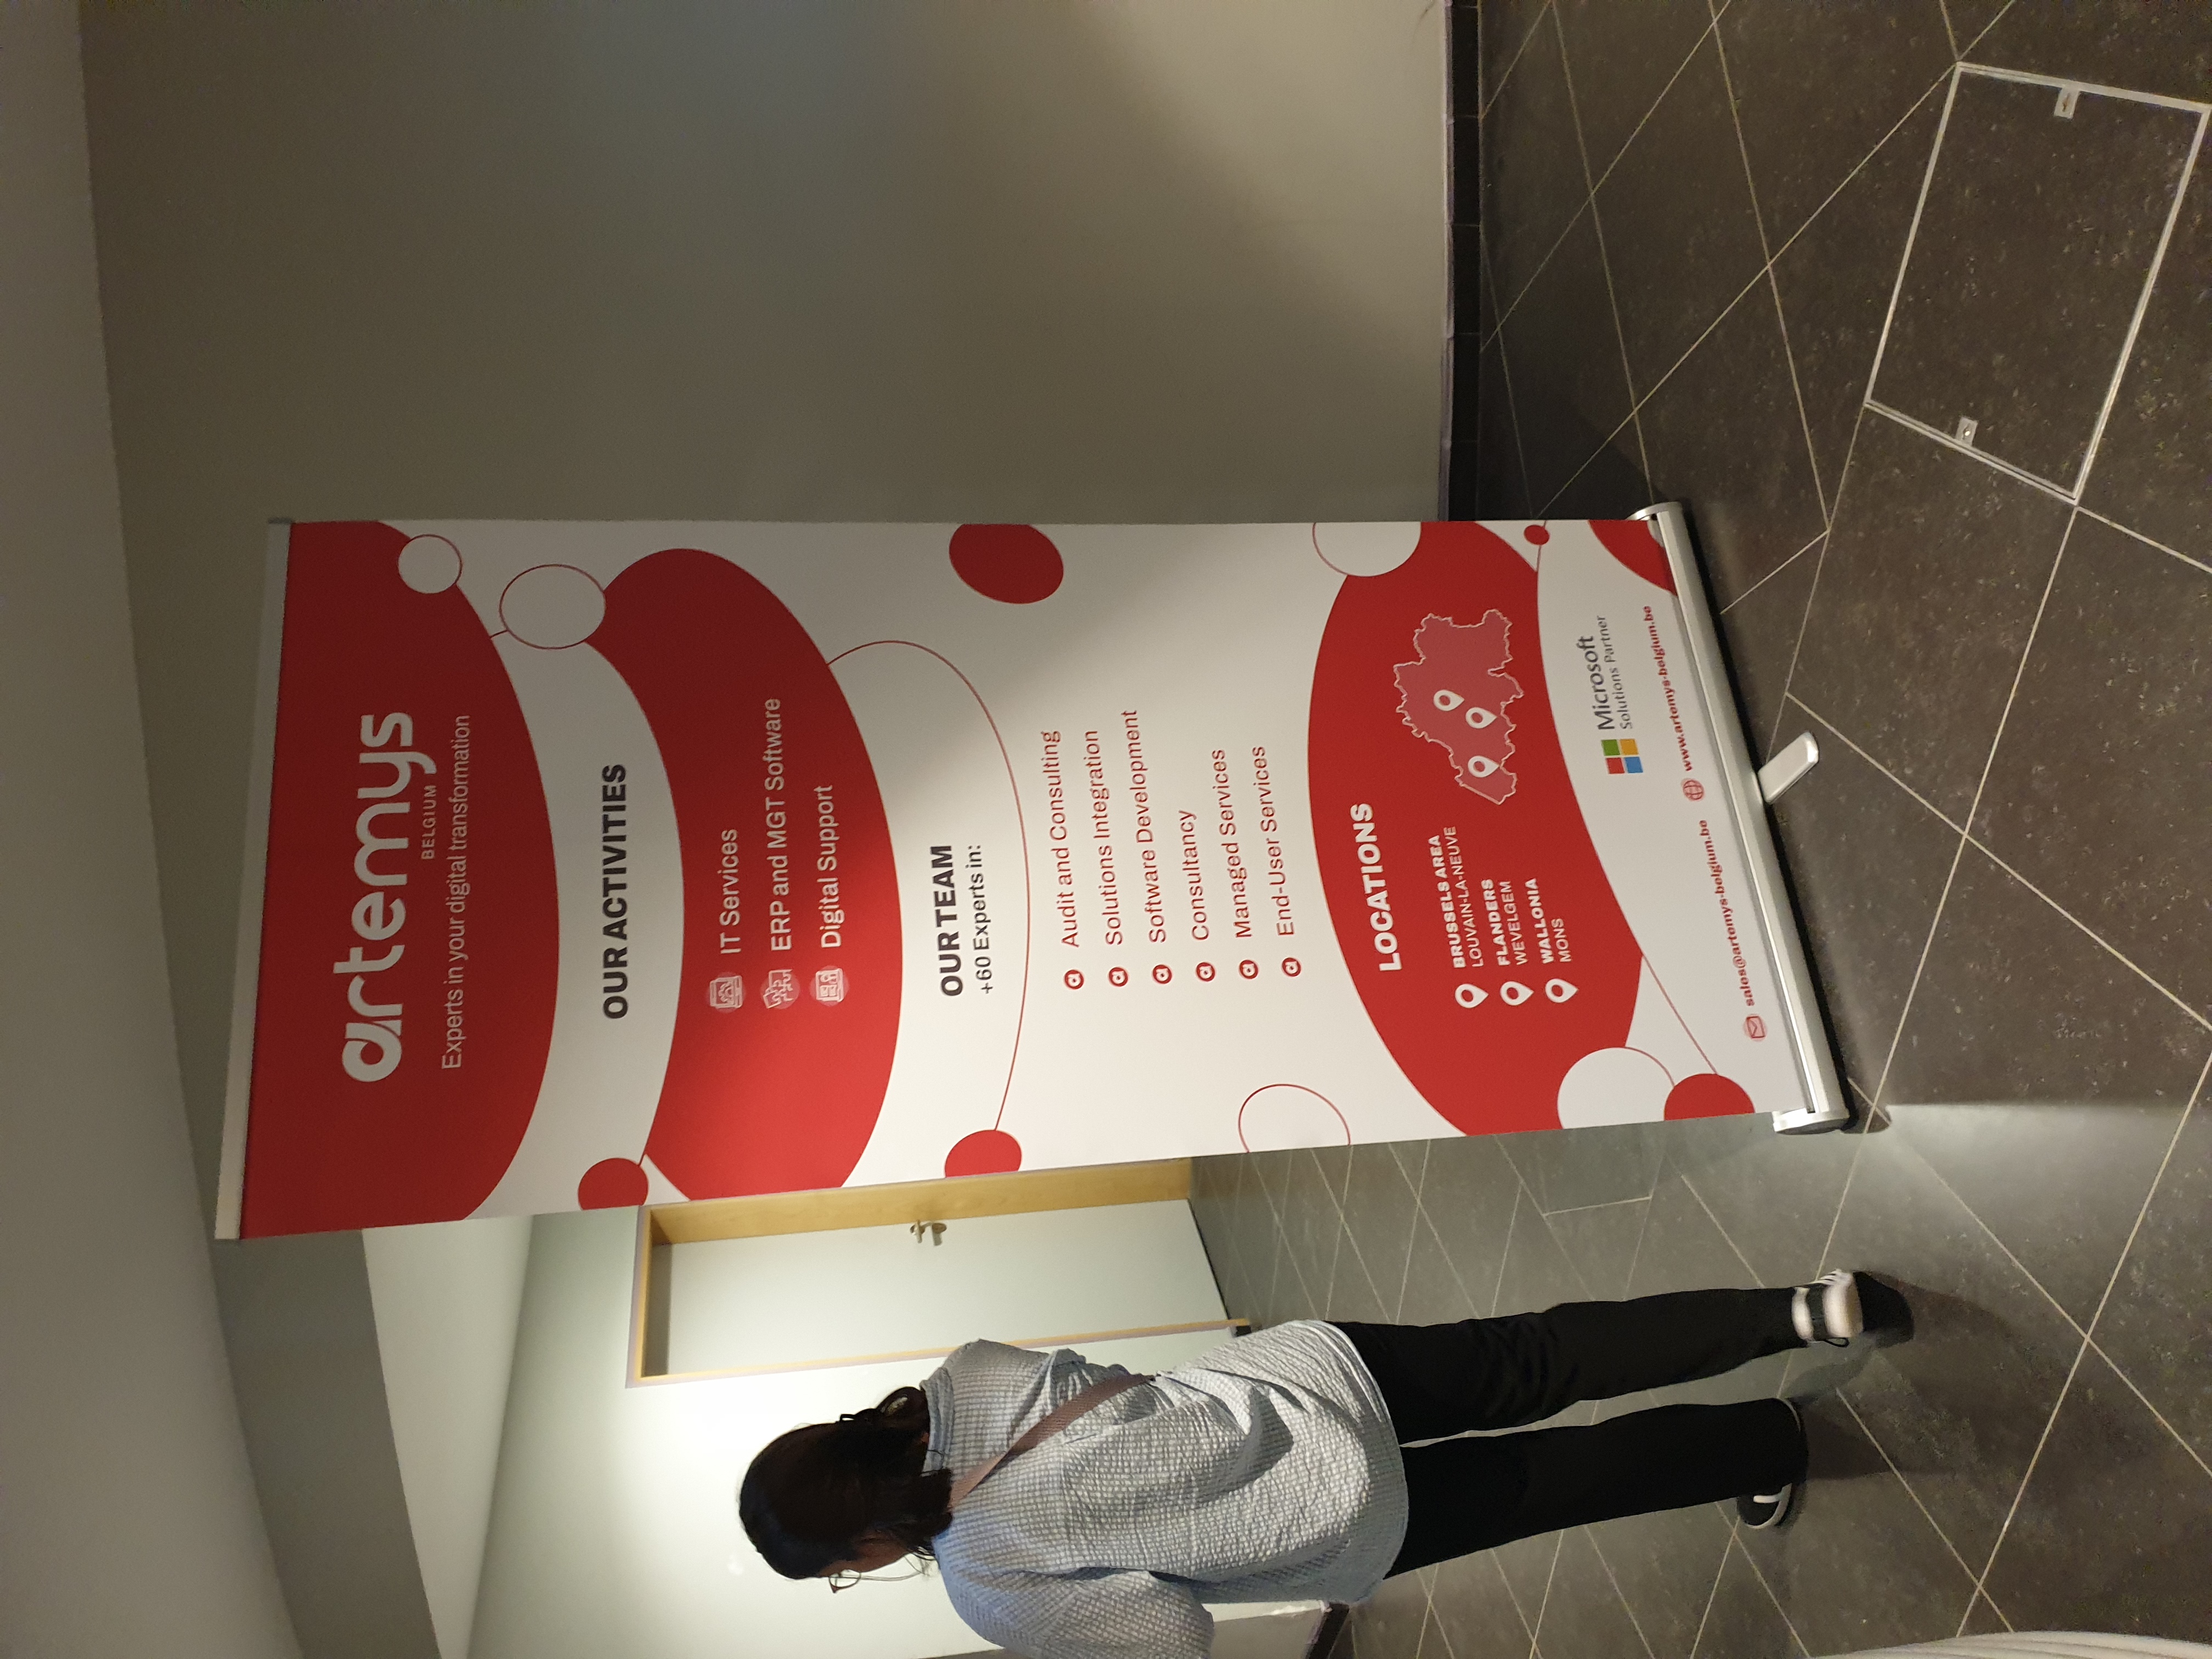 artemys
BELGIUM
Experts in your digital transformation
OUR ACTIVITIES
IT Services
ERP and MGT Software
Digital Support
OUR TEAM
+60 Experts in:
Audit and Consulting
Solutions Integration
Software Development
Consultancy
Managed Services
End-User Services
LOCATIONS
BRUSSELS AREA
LOUVAIN-LA-NEUVE
FLANDERS
WEVELGEM
WALLONIA
MONS
Microsoft
Solutions Partner
sales@artemys-belgium.be
www.artemys-belgium.be